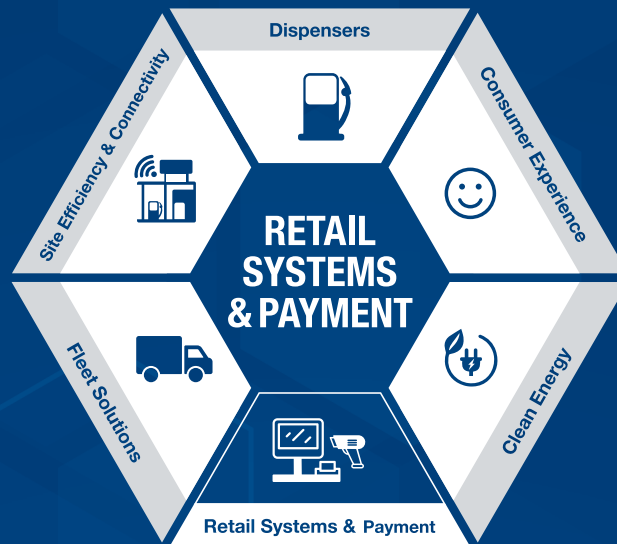 Dispensers
Site Efficiency & Connectivity
Consumer Experience
RETAIL
SYSTEMS
& PAYMENT
Fleet Solutions
Clean Energy
Retail Systems & Payment